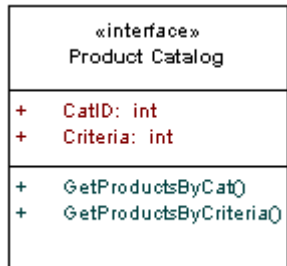 «interface»
Product Catalog
+ CatID: int
+ Criteria: int
+ GetProductsByCat()
+ GetProductsByCriteria()